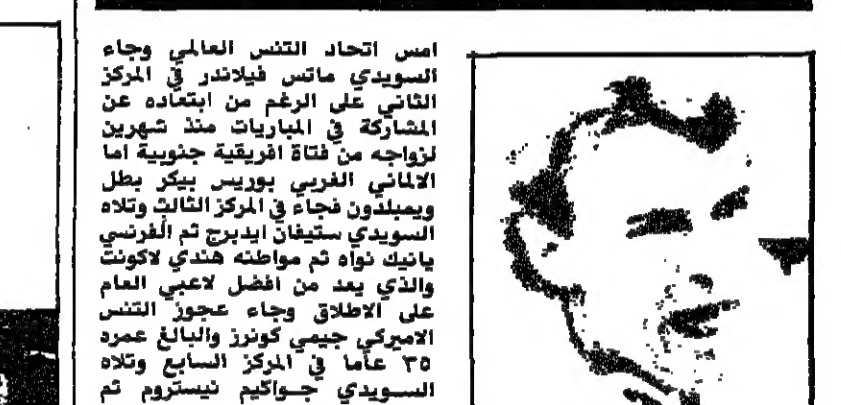 امس اتحاد التنس العالمي وجاء
السويدي ماتس فيلاندر في المركز
الثاني على الرغم من ابتعاده عن
المشاركة في المباريات منذ شهرين
لزواجه من فتاة افريقية جنوبية اما
الالماني الغربي بوريس بيكر بطل
ويمبلدون فجاء في المركز الثالث وتلاه
السويدي ستيفان ايدبرج ثم الفرنسي
يانيك نواه ثم مواطنه هندي لاكونت
والذي يعد من افضل لاعبي العام
على الاطلاق وجاء عجوز التنس
الاميركي جيمي كونرز والبالغ عمره
٣٥ عاما في المركز السابع وتلاه
السويدي جواكيم نيستروم ثم